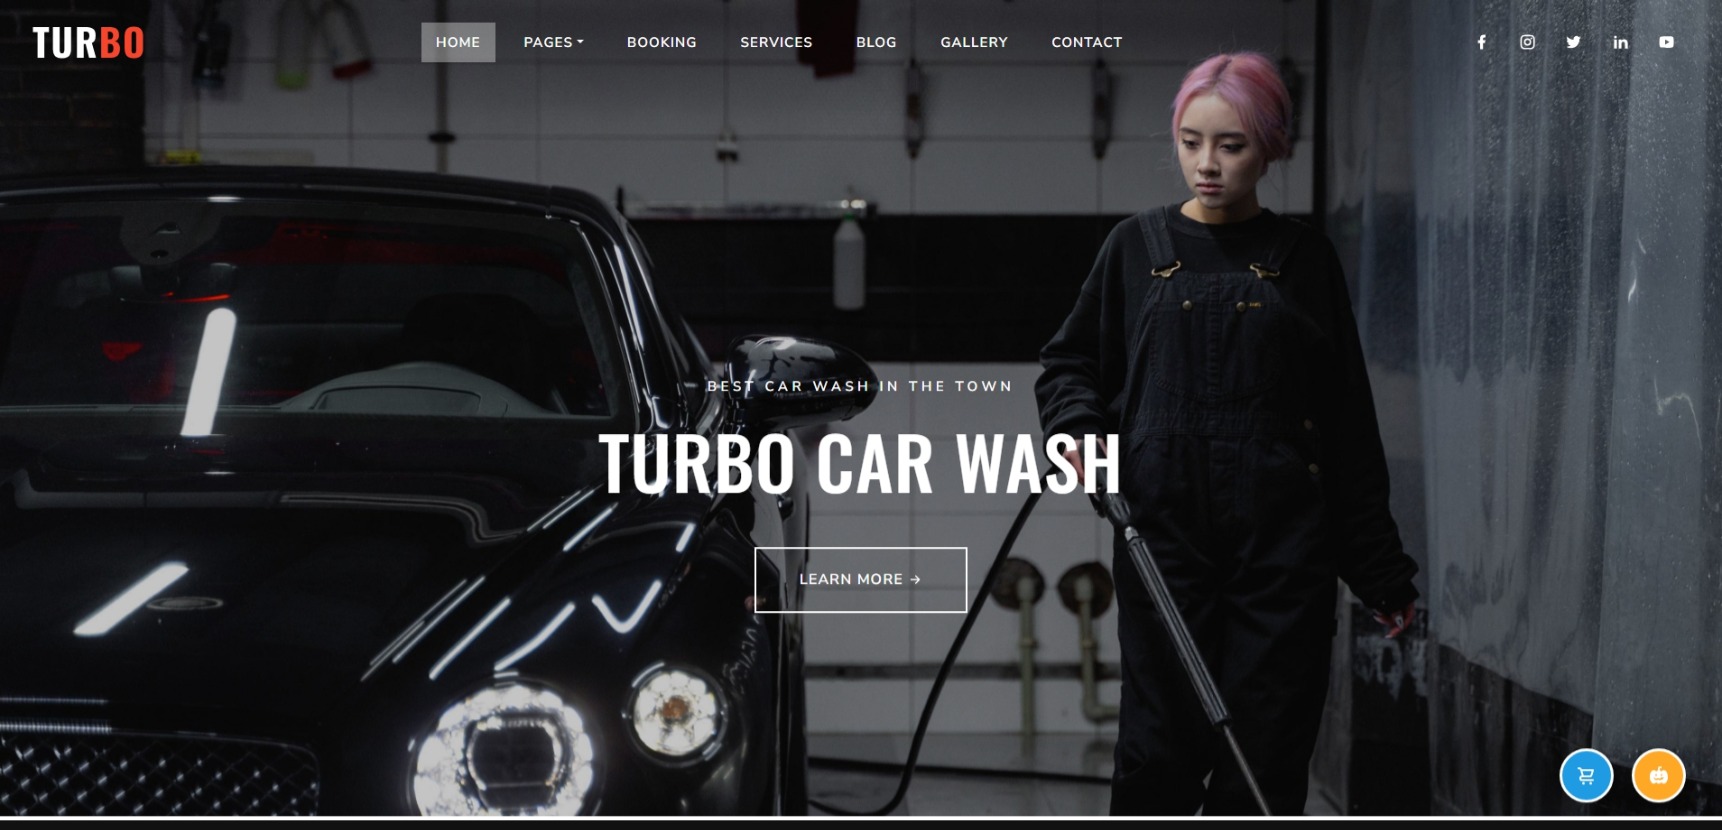 TURBO
HOME PAGES BOOKING SERVICES BLOG GALLERY CONTACT
BEST CAR WASH IN THE TOWN
TURBO CAR WASH
LEARN MORE →